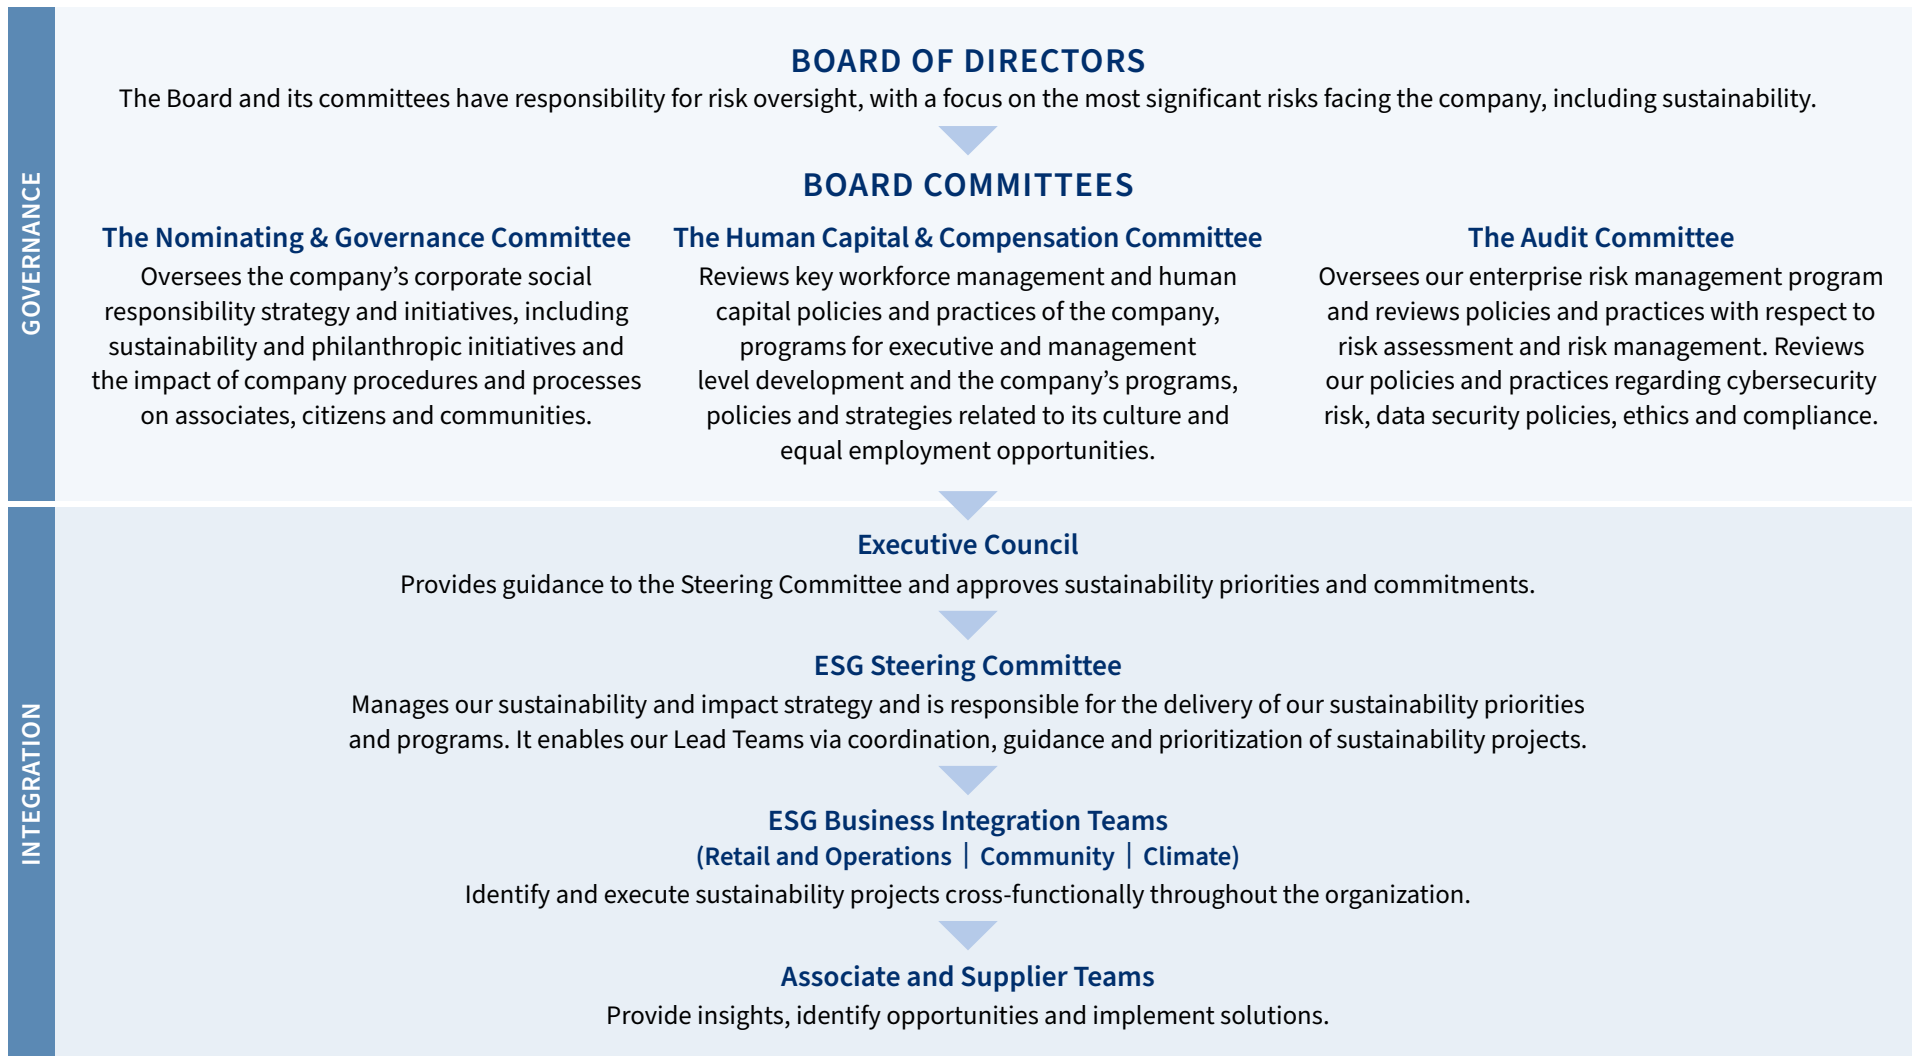 GOVERNANCE
BOARD OF DIRECTORS
The Board and its committees have responsibility for risk oversight, with a focus on the most significant risks facing the company, including sustainability.
BOARD COMMITTEES
The Nominating & Governance Committee
Oversees the company’s corporate social
responsibility strategy and initiatives, including
sustainability and philanthropic initiatives and
the impact of company procedures and processes
on associates, citizens and communities.
The Human Capital & Compensation Committee
Reviews key workforce management and human
capital policies and practices of the company,
programs for executive and management
level development and the company’s programs,
policies and strategies related to its culture and
equal employment opportunities.
The Audit Committee
Oversees our enterprise risk management program
and reviews policies and practices with respect to
risk assessment and risk management. Reviews
our policies and practices regarding cybersecurity
risk, data security policies, ethics and compliance.
INTEGRATION
Executive Council
Provides guidance to the Steering Committee and approves sustainability priorities and commitments.
ESG Steering Committee
Manages our sustainability and impact strategy and is responsible for the delivery of our sustainability priorities
and programs. It enables our Lead Teams via coordination, guidance and prioritization of sustainability projects.
ESG Business Integration Teams
(Retail and Operations | Community | Climate)
Identify and execute sustainability projects cross-functionally throughout the organization.
Associate and Supplier Teams
Provide insights, identify opportunities and implement solutions.